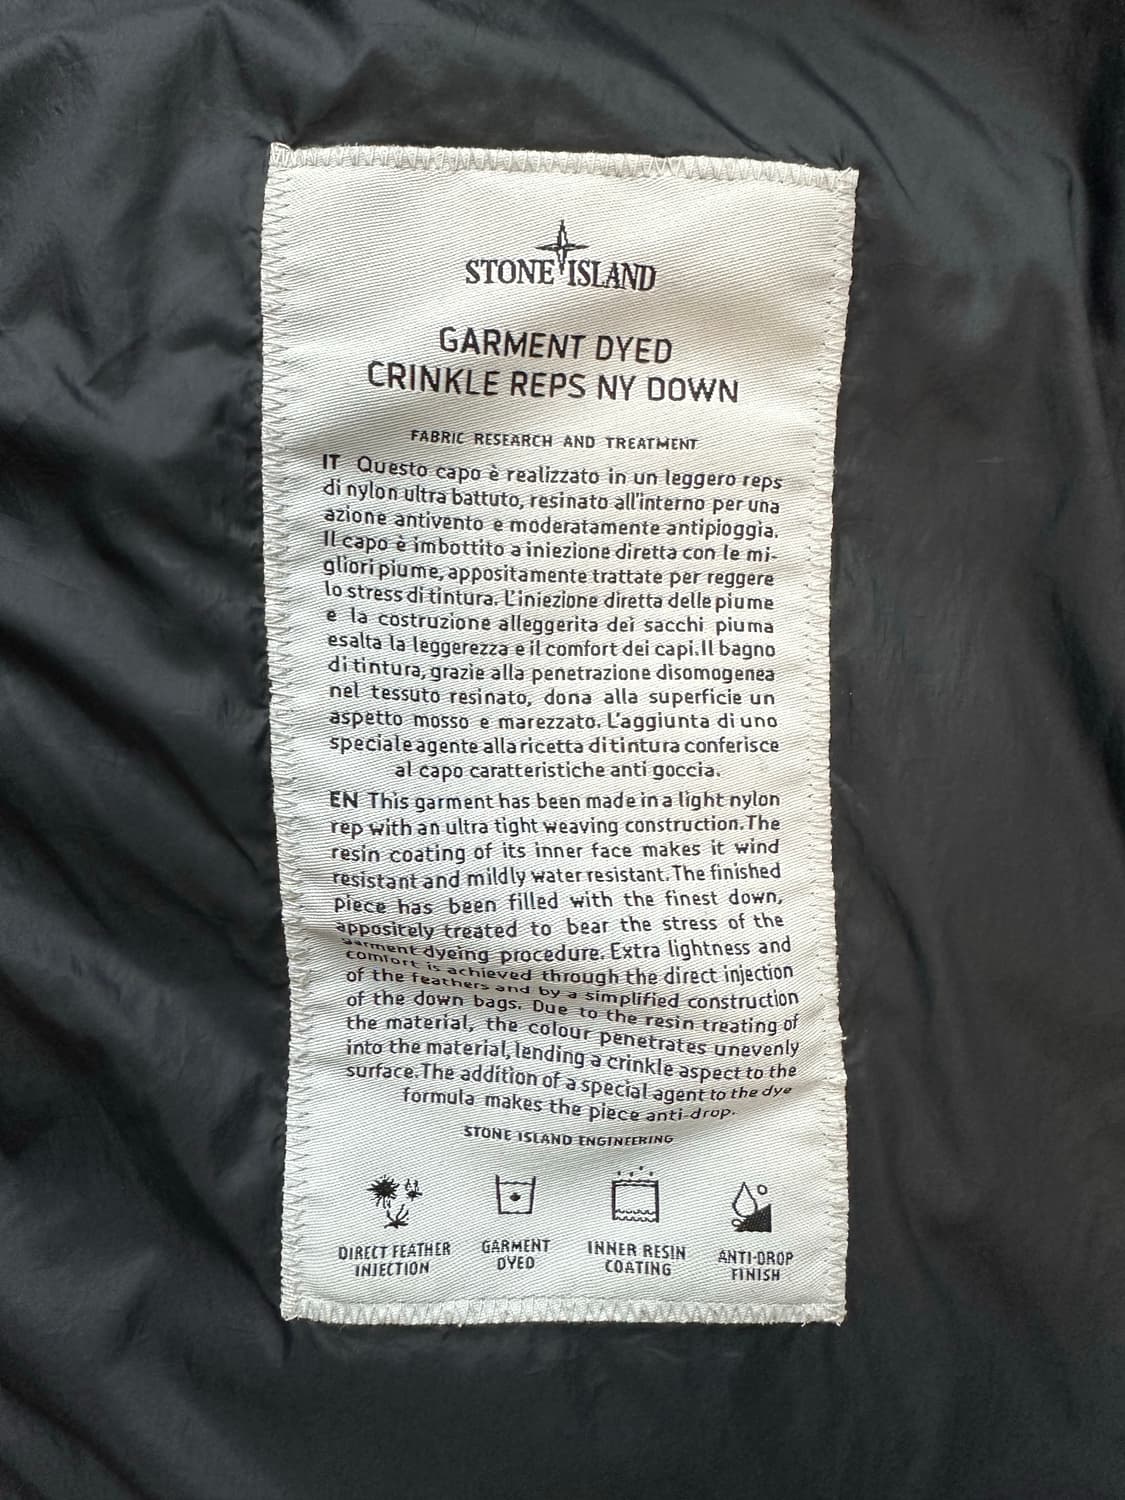 STONE ISLAND
GARMENT DYED
CRINKLE REPS NY DOWN
FABRIC RESEARCH AND TREATMENT
IT Questo capo è realizzato in un leggero reps
di nylon ultra battuto, resinato all'interno per una
azione antivento e moderatamente antipioggia.
Il capo è imbottito a iniezione diretta con le mi-
gliori piume, appositamente trattate per reggere
lo stress di tintura. L'iniezione diretta delle piume
e la costruzione alleggerita dei sacchi piuma
esalta la leggerezza e il comfort dei capi. Il bagno
di tintura, grazie alla penetrazione disomogenea
nel tessuto resinato, dona alla superficie un
aspetto mosso e marezzato. L'aggiunta di uno
speciale agente alla ricetta di tintura conferisce
al capo caratteristiche anti goccia.
EN This garment has been made in a light nylon
rep with an ultra tight weaving construction. The
resin coating of its inner face makes it wind
resistant and mildly water resistant. The finished
piece has been filled with the finest down,
appositely treated to bear the stress of the
garment dyeing procedure. Extra lightness and
comfort is achieved through the direct injection
of the feathers and by a simplified construction
of the down bags. Due to the resin treating of
the material, the colour penetrates unevenly
into the material, lending a crinkle aspect to the
surface. The addition of a special agent to the dye
formula makes the piece anti-drop.
STONE ISLAND ENGINEERING
DIRECT FEATHER
INJECTION
GARMENT
DYED
INNER RESIN
COATING
ANTI-DROP
FINISH